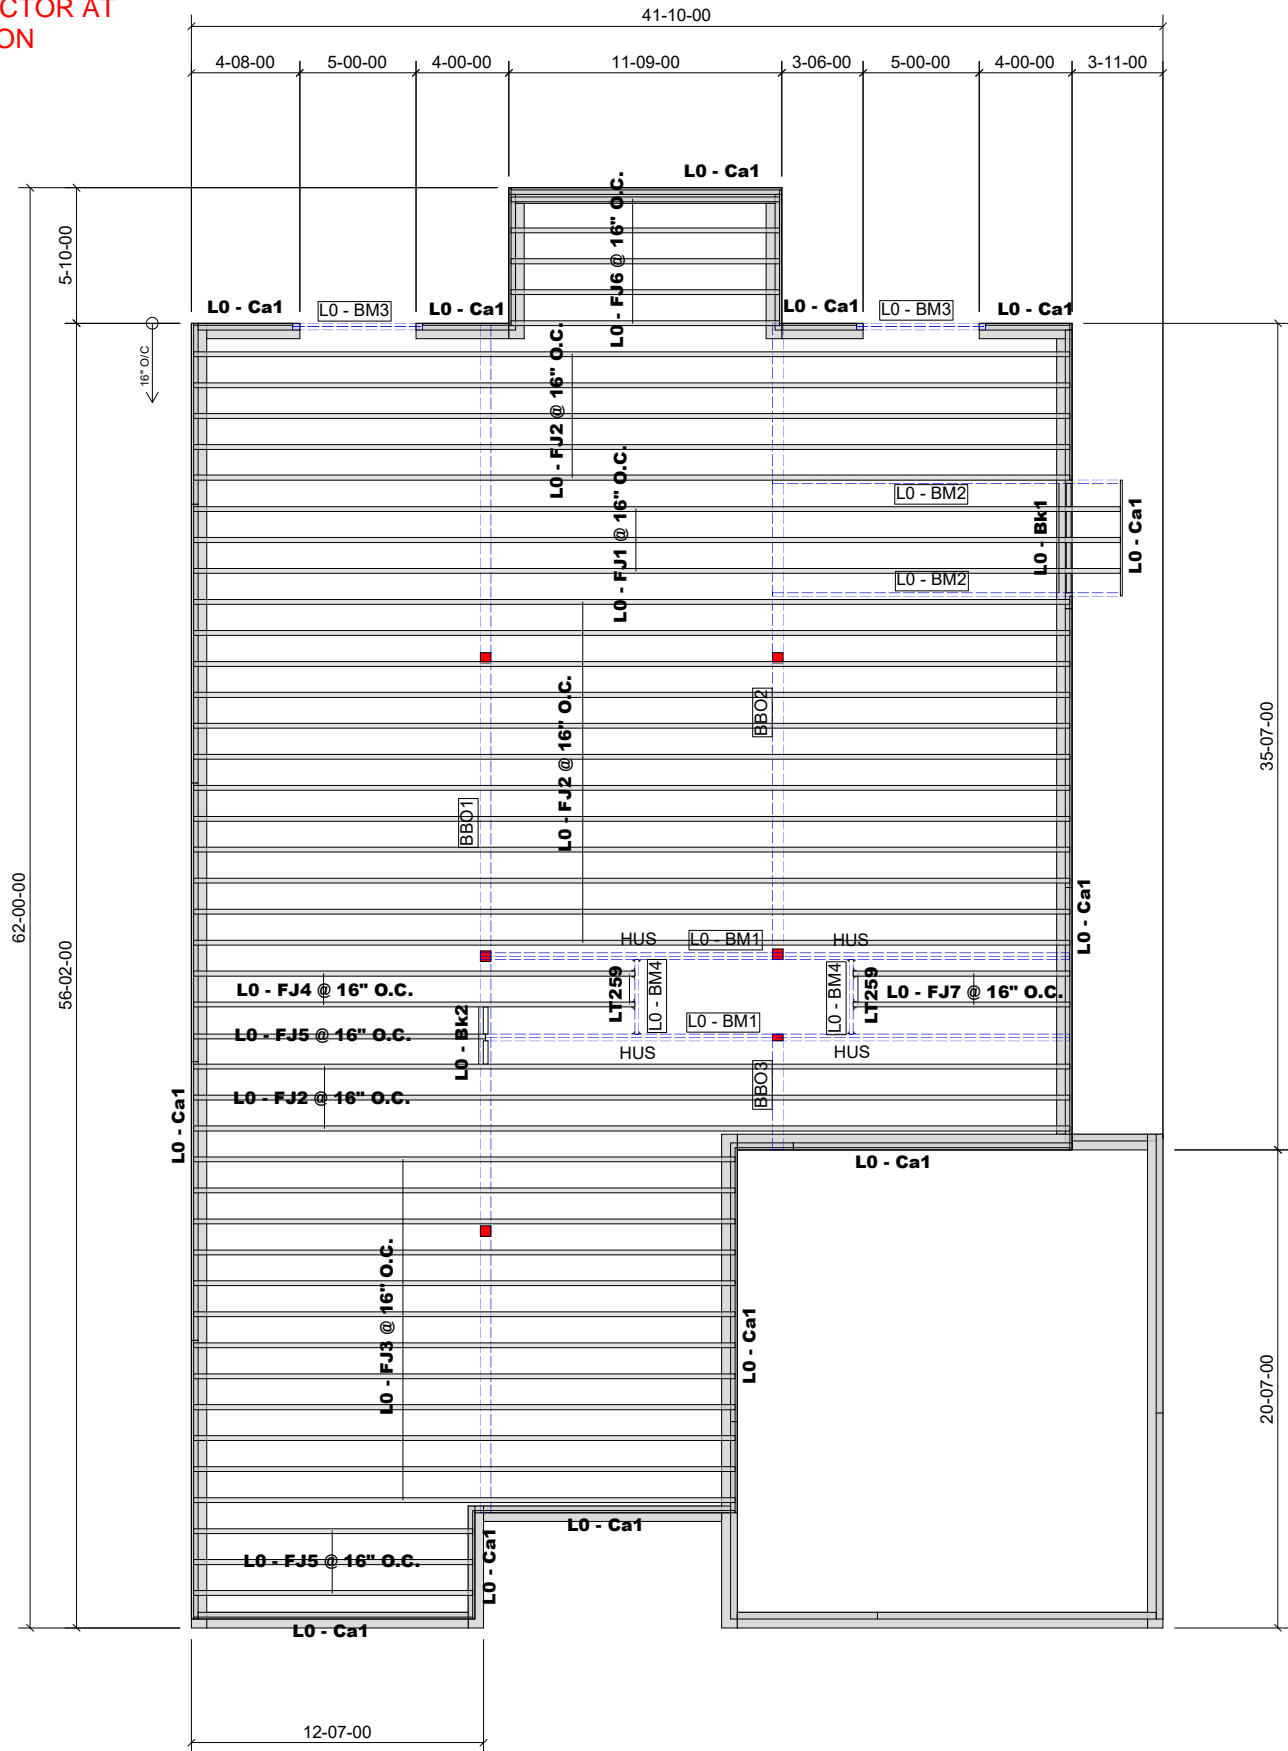 CTOR AT
ON
41-10-00
4-08-00 5-00-00 4-00-00 11-09-00 3-06-00 5-00-00 4-00-00 3-11-00
L0 - Ca1
5-10-00
L0 - FJ6 @ 16" O.C.
L0 - Ca1
L0 - BM3
L0 - Ca1
L0 - Ca1
L0 - BM3
L0 - Ca1
16" O/C
L0 - FJ2 @ 16" O.C.
L0 - FJ1 @ 16" O.C.
L0 - BM2
L0 - Bk1
L0 - Ca1
L0 - BM2
L0 - FJ2 @ 16" O.C.
BBO2
35-07-00
BBO1
62-00-00
56-02-00
L0 - Ca1
HUS
L0 - BM1
HUS
L0 - FJ4 @ 16" O.C.
LT259
L0 - BM4
L0 - BM4
LT259
L0 - FJ7 @ 16" O.C.
L0 - FJ5 @ 16" O.C.
L0 - Bk2
L0 - BM1
HUS
HUS
L0 - FJ2 @ 16" O.C.
BBO3
L0 - Ca1
L0 - Ca1
L0 - FJ3 @ 16" O.C.
L0 - Ca1
20-07-00
L0 - Ca1
L0 - FJ5 @ 16" O.C.
L0 - Ca1
L0 - Ca1
12-07-00